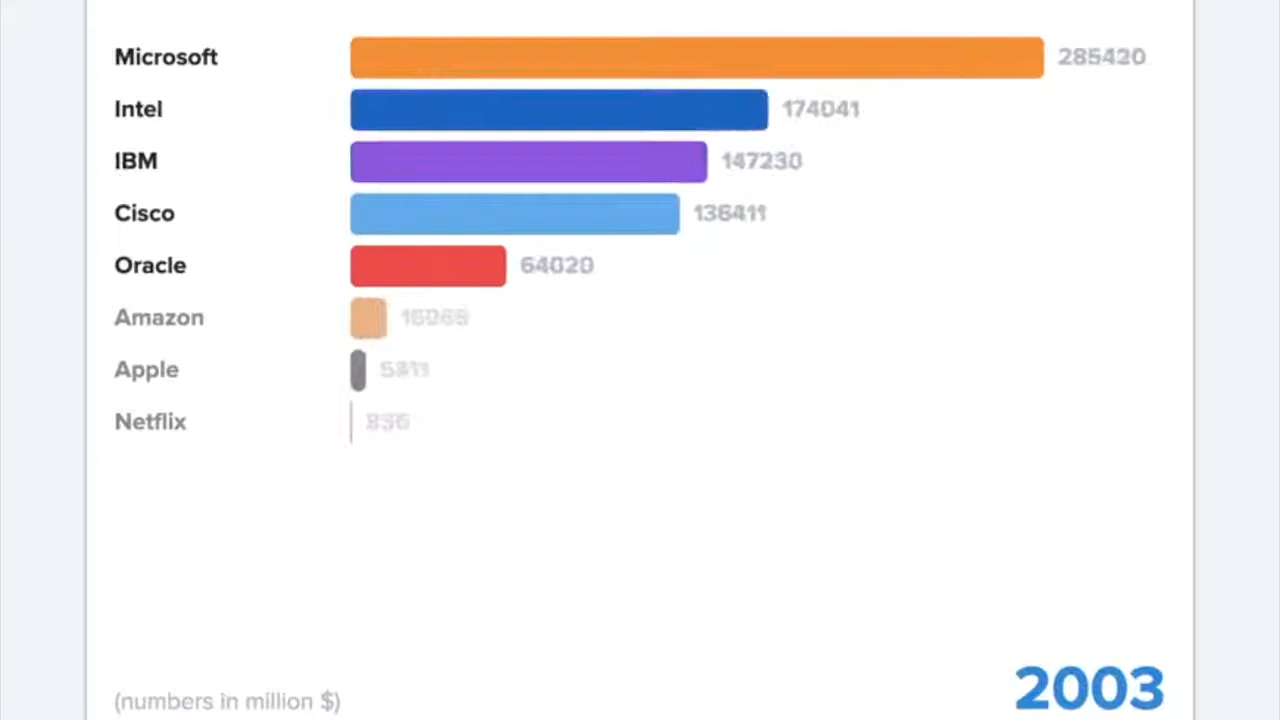 Microsoft 285420
Intel 174041
IBM 147230
Cisco 136411
Oracle 64020
Amazon
Apple
Netflix
(numbers in million $)
2003